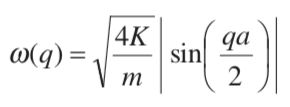 ω(q) = √(4K/m) |sin(qa/2)|